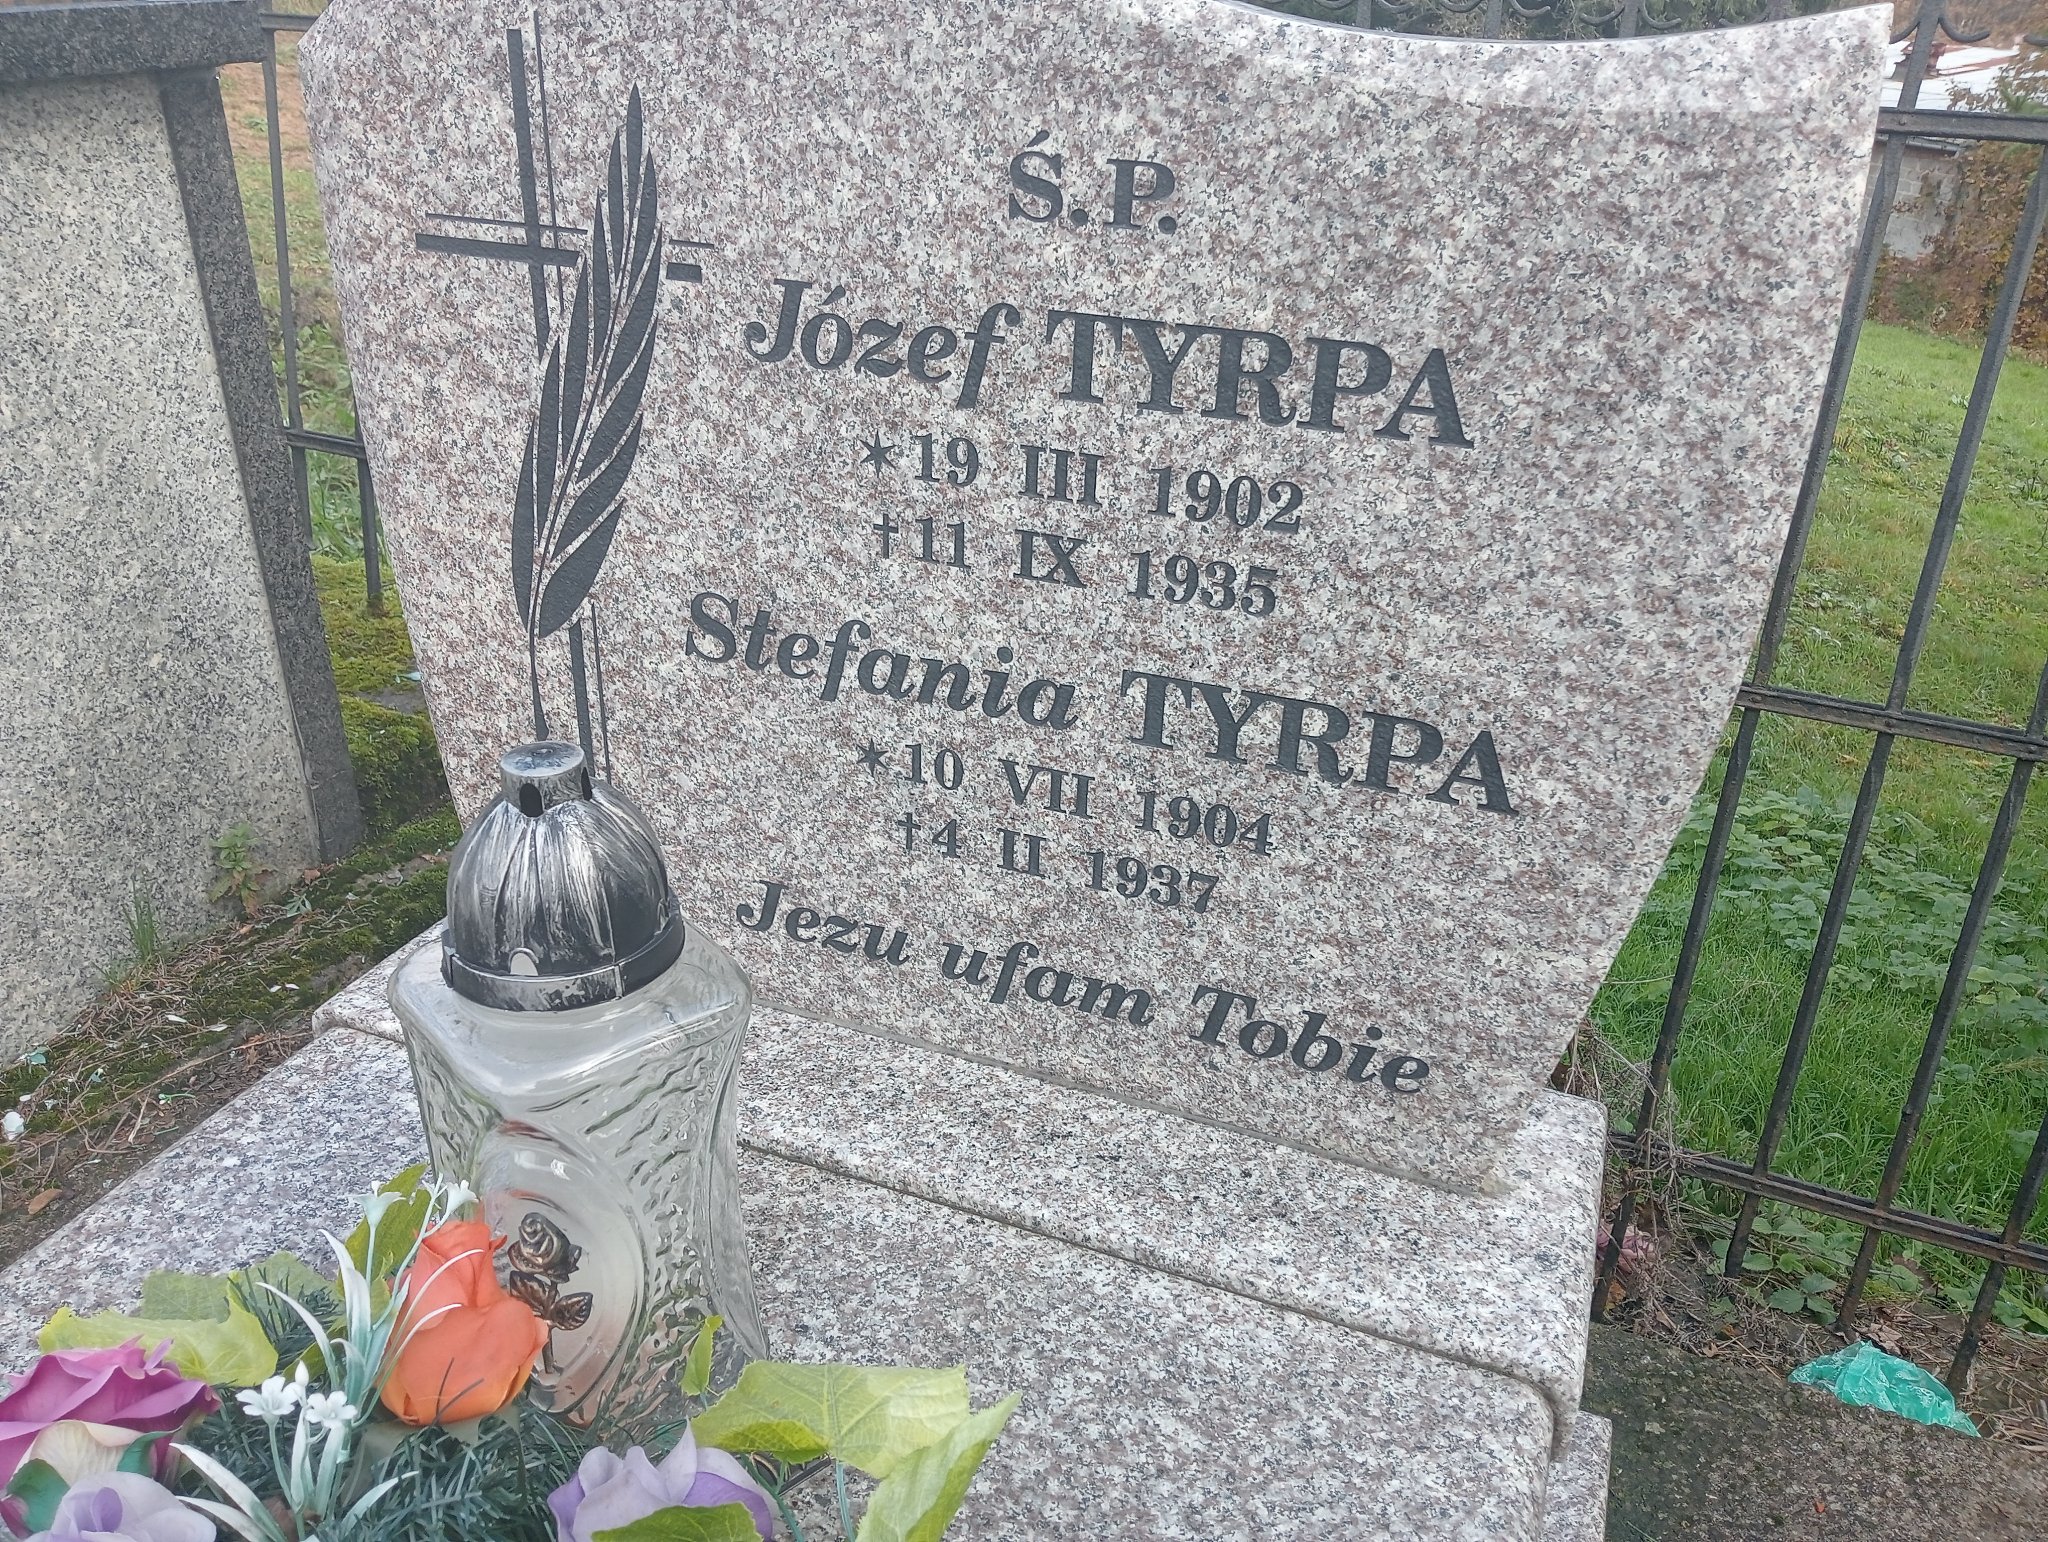 Ś.P.
Józef TYRPA
* 19 III 1902
† 11 IX 1935
Stefania TYRPA
* 10 VII 1904
† 4 II 1937
Jezu ufam Tobie